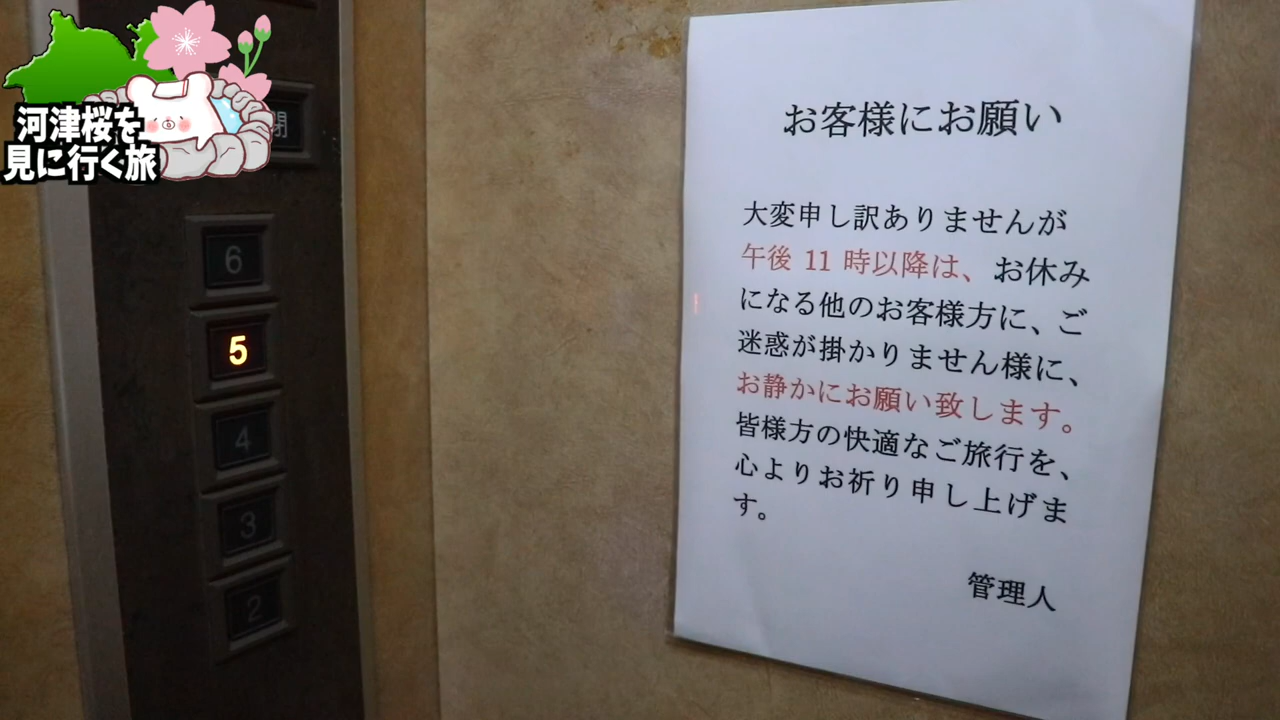 河津桜を
見に行く旅
閉
6
5
4
3
2
お客様にお願い
大変申し訳ありませんが
午後 11 時以降は、お休み
になる他のお客様方に、ご
迷惑が掛かりません様に、
お静かにお願い致します。
皆様方の快適なご旅行を、
心よりお祈り申し上げま
す。
管理人